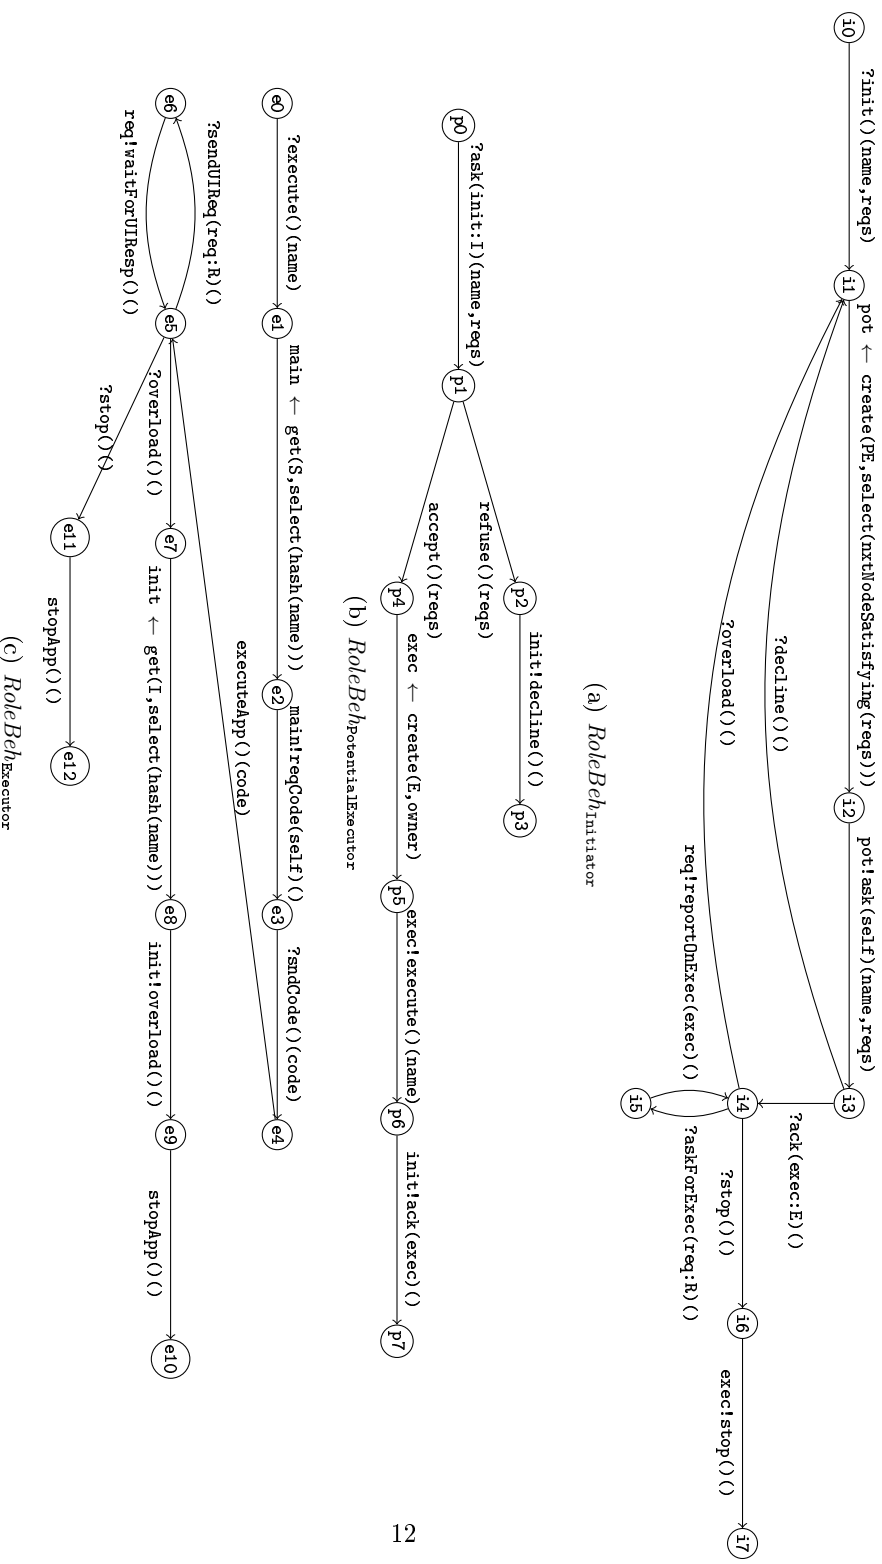 i0
?init()(name,reqs)
i1
pot ← create(PE,select(nxtNodeSatisfying(reqs)))
i2
pot!ask(self)(name,reqs)
i3
?decline()()
?ack(exec:E)()
?overload()()
i4
?stop()()
i6
exec!stop()()
i7
req!reportOnExec(exec)()
?askForExec(req:R)()
i5
(a) RoleBeh_Initiator
refuse()(reqs)
p2
init!decline()()
p3
p0
?ask(init:I)(name,reqs)
p1
accept()(reqs)
p4
exec ← create(E,owner)
p5
exec!execute()(name)
p6
init!ack(exec)()
p7
(b) RoleBeh_PotentialExecutor
e0
?execute()(name)
e1
main ← get(S,select(hash(name)))
e2
main!reqCode(self)()
e3
?sndCode()(code)
e4
?sendUIReq(req:R)()
executeApp()(code)
e6
req!waitForUIResp()()
e5
?overload()()
e7
init ← get(I,select(hash(name)))
e8
init!overload()()
e9
stopApp()()
e10
?stop()()
e11
stopApp()()
e12
(c) RoleBeh_Executor
12